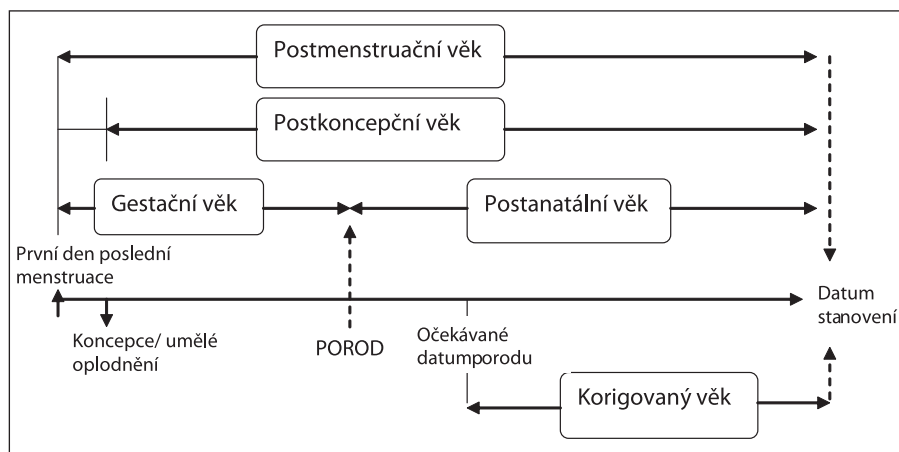 Postmenstruační věk
Postkoncepční věk
Gestační věk
Postanatální věk
První den poslední
menstruace
Koncepce/ umělé
oplodnění
POROD
Očekávané
datumporodu
Datum
stanovení
Korigovaný věk